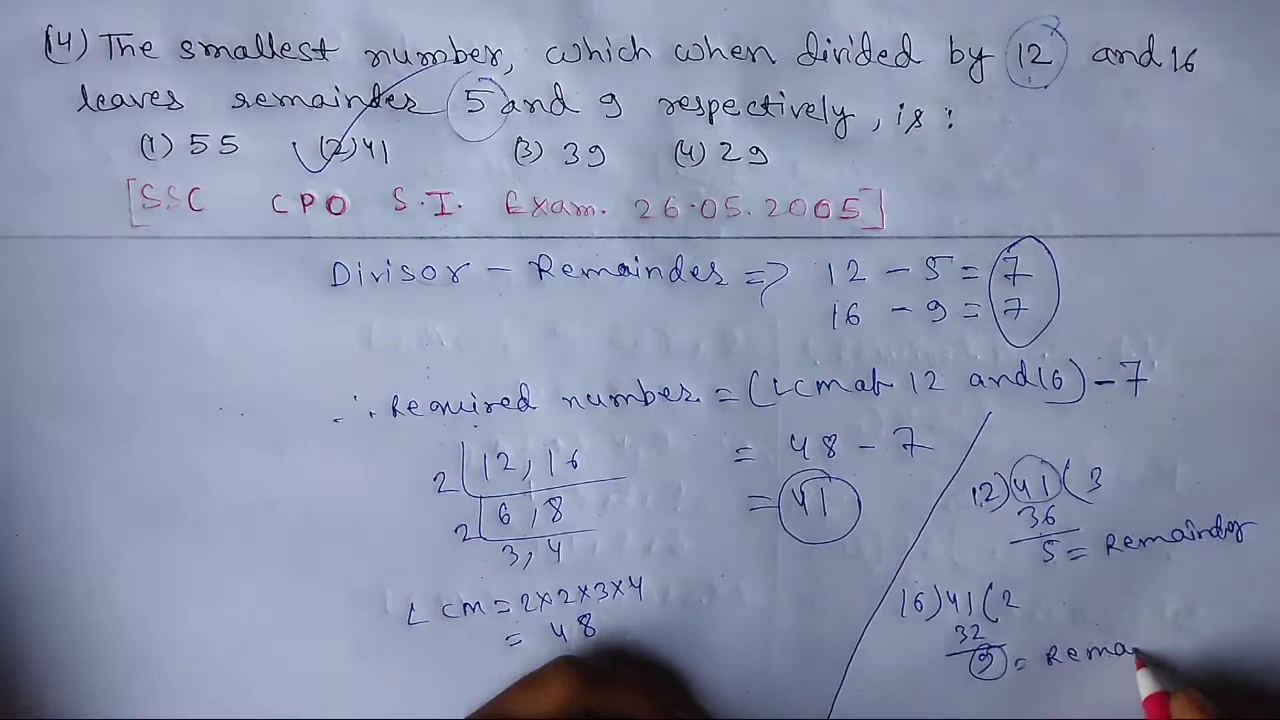 (4) The smallest number, which when divided by 12 and 16
leaves remainder 5 and 9 respectively, is :
(1) 55 (2) 41 (3) 39 (4) 29
[SSC CPO S.I. Exam. 26.05.2005]
Divisor - Remainder => 12 - 5 = 7
16 - 9 = 7
∴ Required number = (LCM of 12 and 16) - 7
= 48 - 7
= 41
2 | 12, 16
2 | 6, 8
3, 4
LCM = 2×2×3×4
= 48
12) 41 ( 3
36
5 = Remainder
16) 41 ( 2
32
9 = Rema